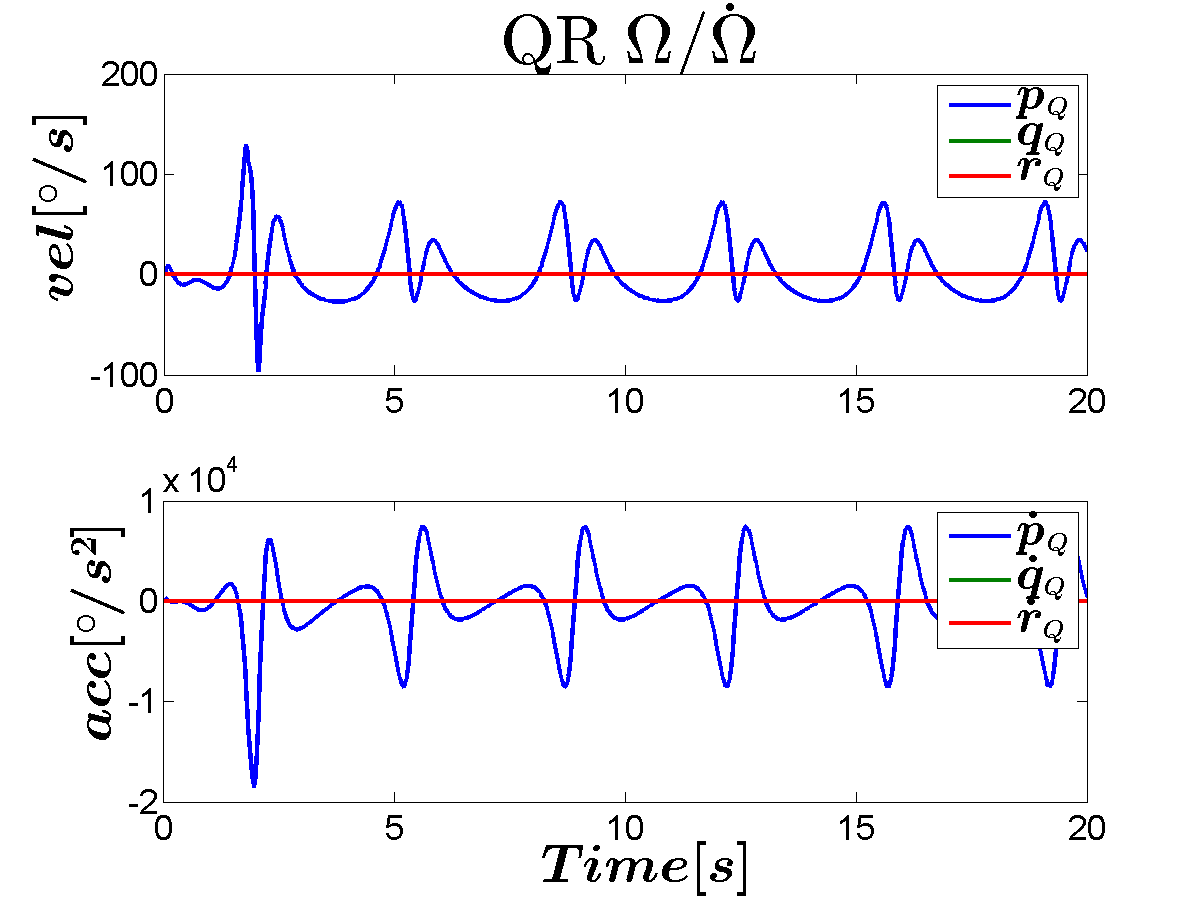 QR Ω/Ω̇
vel[°/s]
200
100
0
-100
0 5 10 15 20
p_Q
q_Q
r_Q
x 10^4
acc[°/s²]
1
0
-1
-2
0 5 10 15 20
ṗ_Q
q̇_Q
ṙ_Q
Time[s]